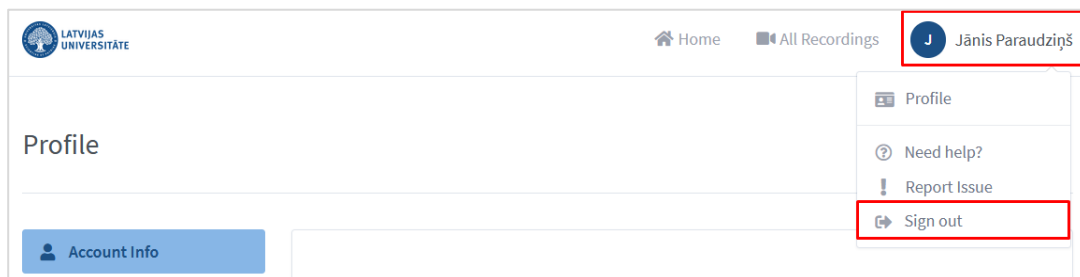 LATVIJAS
UNIVERSITĀTE
Home
All Recordings
J
Jānis Paraudziņš
Profile
Need help?
Report Issue
Sign out
Profile
Account Info